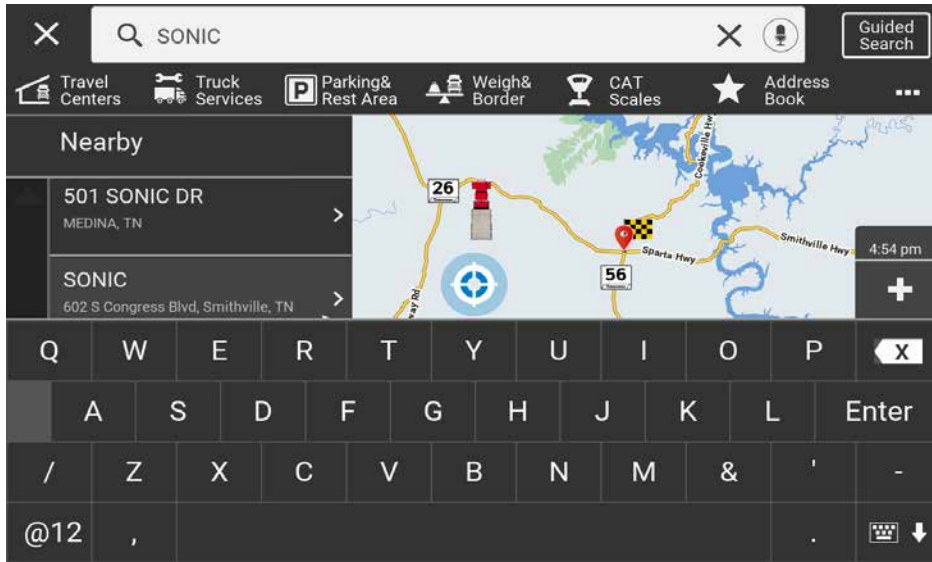 SONIC
Guided
Search
Travel
Centers
Truck
Services
P
Parking&
Rest Area
Weigh&
Border
CAT
Scales
Address
Book
Nearby
501 SONIC DR
MEDINA, TN
SONIC
602 S Congress Blvd, Smithville, TN
26
56
Cookeville Hwy
Sparta Hwy
Smithville Hwy
4:54 pm
+
Q W E R T Y U I O P X
A S D F G H J K L Enter
/ Z X C V B N M & ' -
@12 , .